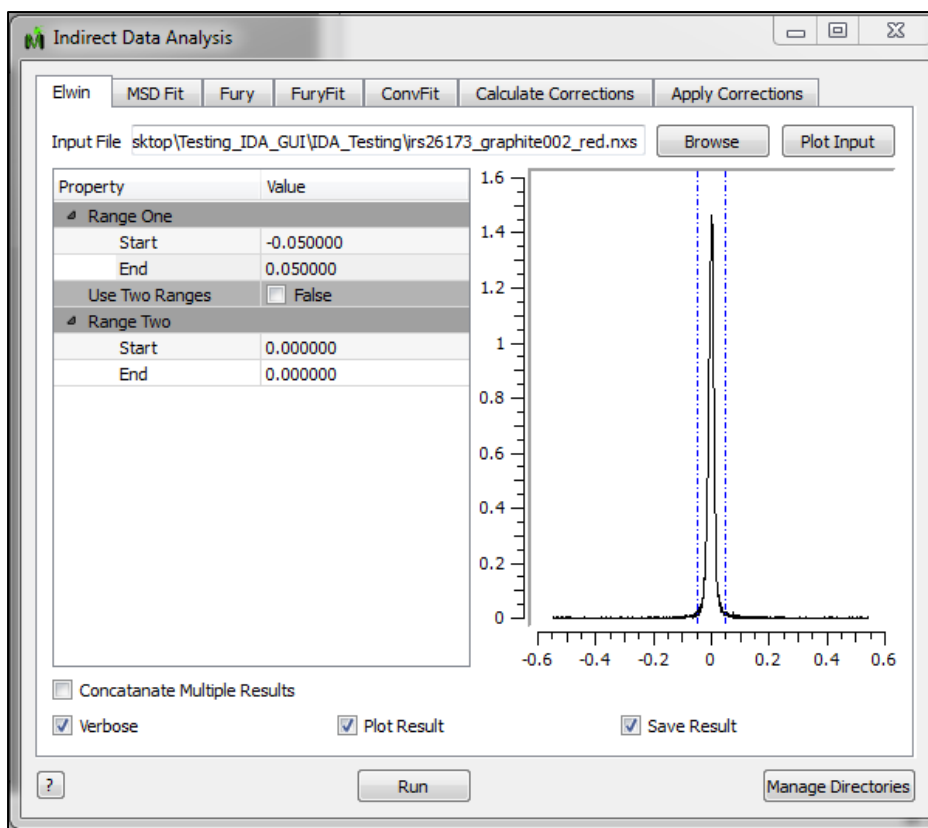 Indirect Data Analysis
Elwin MSD Fit Fury FuryFit ConvFit Calculate Corrections Apply Corrections
Input File sktop\Testing_IDA_GUI\IDA_Testing\irs26173_graphite002_red.nxs Browse Plot Input
Property Value
Range One
Start -0.050000
End 0.050000
Use Two Ranges False
Range Two
Start 0.000000
End 0.000000
1.6
1.4
1.2
1
0.8
0.6
0.4
0.2
0
-0.6 -0.4 -0.2 0 0.2 0.4 0.6
Concatanate Multiple Results
Verbose Plot Result Save Result
? Run Manage Directories